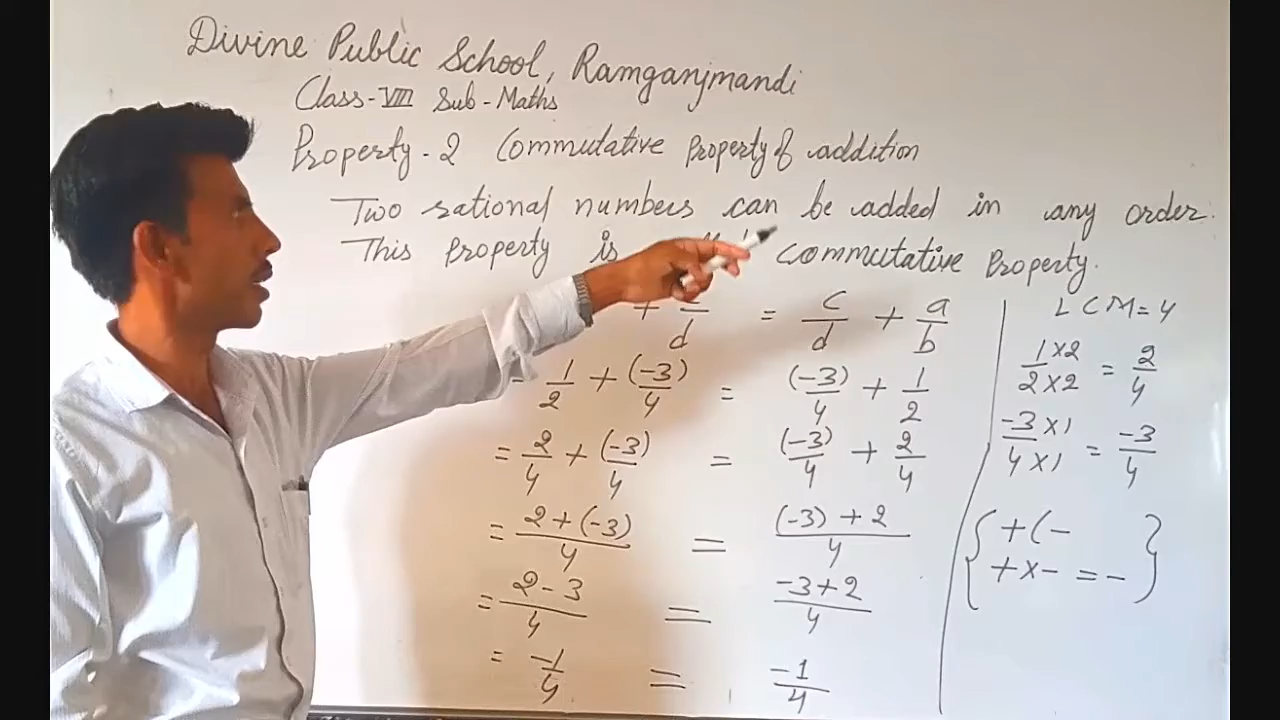 Divine Public School, Ramganjmandi
Class-VIII Sub-Maths
Property-2 Commutative Property of addition
Two rational numbers can be added in any order.
This Property is Commutative Property.
+ c/d = c/d + a/b
= 1/2 + (-3)/4 = (-3)/4 + 1/2
= 2/4 + (-3)/4 = (-3)/4 + 2/4
= 2+(-3)/4 = (-3)+2/4
= 2-3/4 = -3+2/4
= -1/4 = -1/4
LCM=4
1×2/2×2 = 2/4
-3×1/4×1 = -3/4
{ +(- }
+×- = -